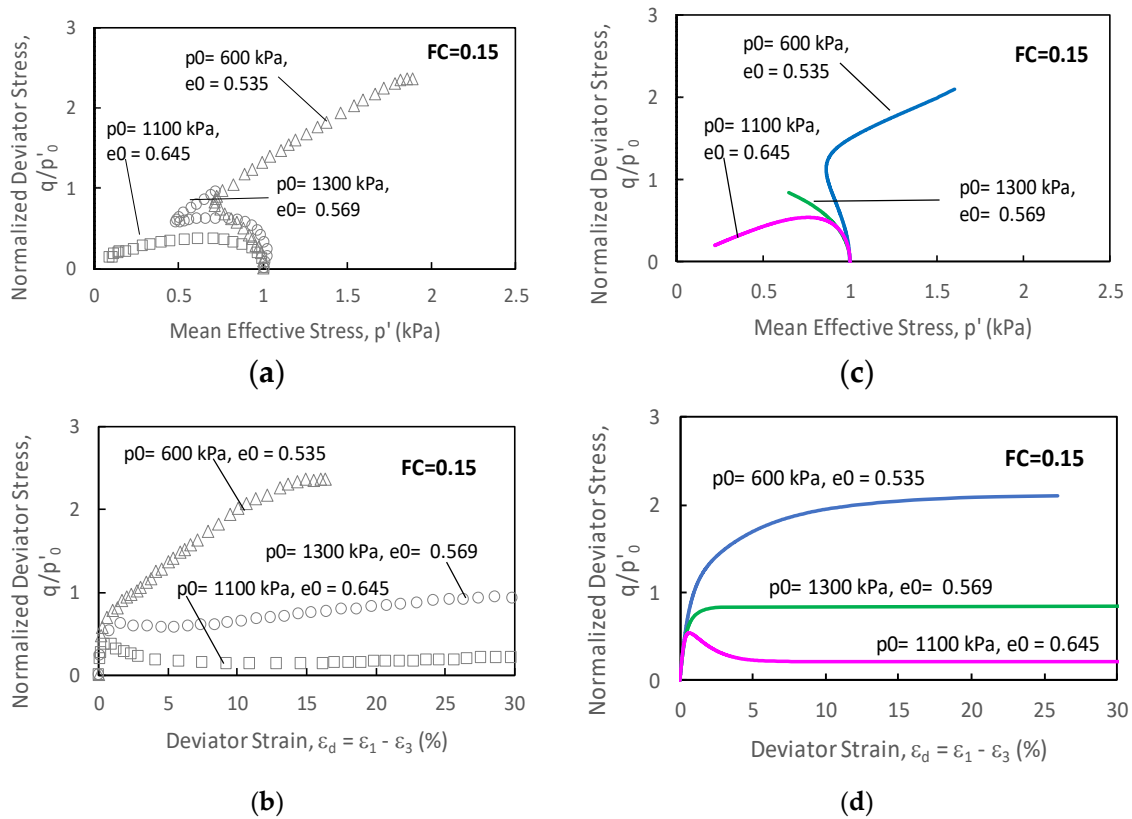 Normalized Deviator Stress,
q/p'0
3
2
1
0
FC=0.15
p0= 600 kPa,
e0 = 0.535
p0= 1100 kPa,
e0 = 0.645
p0= 1300 kPa,
e0= 0.569
0
0.5
1
1.5
2
2.5
Mean Effective Stress, p' (kPa)
(a)
Normalized Deviator Stress,
q/p'0
3
2
1
0
FC=0.15
p0= 600 kPa,
e0 = 0.535
p0= 1100 kPa,
e0 = 0.645
p0= 1300 kPa,
e0= 0.569
0
0.5
1
1.5
2
2.5
Mean Effective Stress, p' (kPa)
(c)
Normalized Deviator Stress,
q/p'0
3
2
1
0
p0= 600 kPa, e0 = 0.535
FC=0.15
p0= 1300 kPa, e0= 0.569
p0= 1100 kPa, e0 = 0.645
0
5
10
15
20
25
30
Deviator Strain, εd = ε1 - ε3 (%)
(b)
Normalized Deviator Stress,
q/p'0
3
2
1
0
FC=0.15
p0= 600 kPa, e0 = 0.535
p0= 1300 kPa, e0= 0.569
p0= 1100 kPa, e0 = 0.645
0
5
10
15
20
25
30
Deviator Strain, εd = ε1 - ε3 (%)
(d)